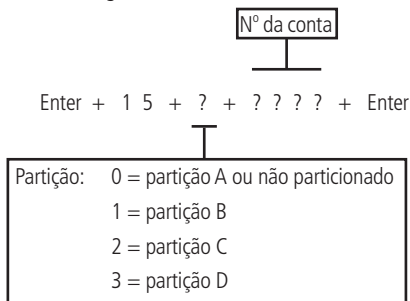 Nº da conta
Enter + 1 5 + ? + ? ? ? ? + Enter
Partição: 0 = partição A ou não particionado
1 = partição B
2 = partição C
3 = partição D